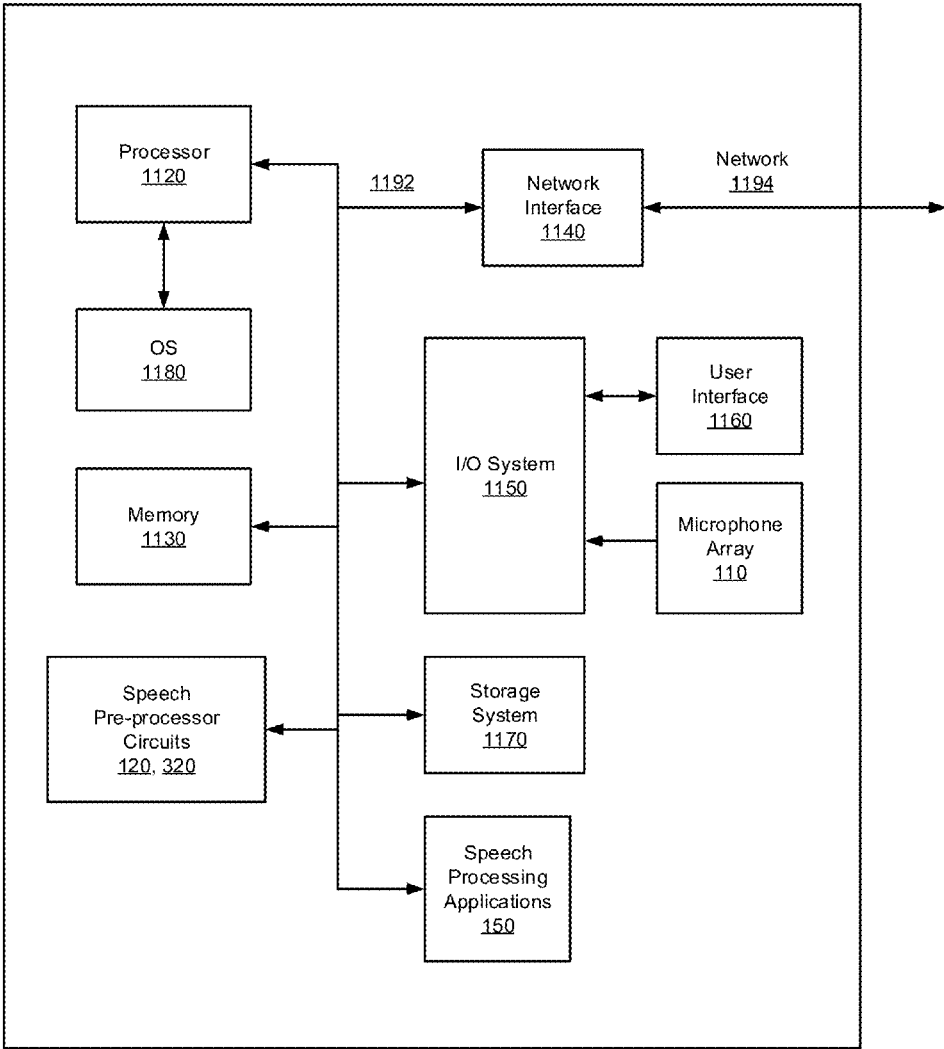 Processor
1120
1192
Network
Interface
1140
Network
1194
OS
1180
I/O System
1150
User
Interface
1160
Memory
1130
Microphone
Array
110
Speech
Pre-processor
Circuits
120, 320
Storage
System
1170
Speech
Processing
Applications
150